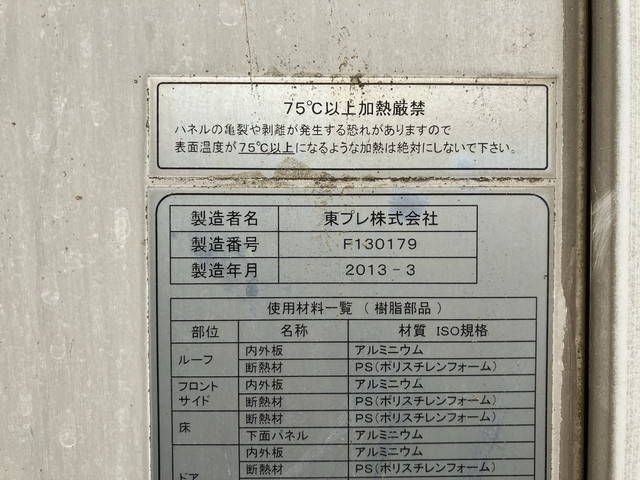 75℃以上加熱厳禁
パネルの亀裂や剥離が発生する恐れがありますので
表面温度が75℃以上になるような加熱は絶対にしないで下さい。
製造者名 東プレ株式会社
製造番号 F130179
製造年月 2013-3
使用材料一覧（樹脂部品）
部位 名称 材質 ISO規格
ルーフ 内外板 アルミニウム
断熱材 PS(ポリスチレンフォーム)
フロントサイド 内外板 アルミニウム
断熱材 PS(ポリスチレンフォーム)
床 断熱材 PS(ポリスチレンフォーム)
下面パネル アルミニウム
ドア 内外板 アルミニウム
断熱材 PS(ポリスチレンフォーム)